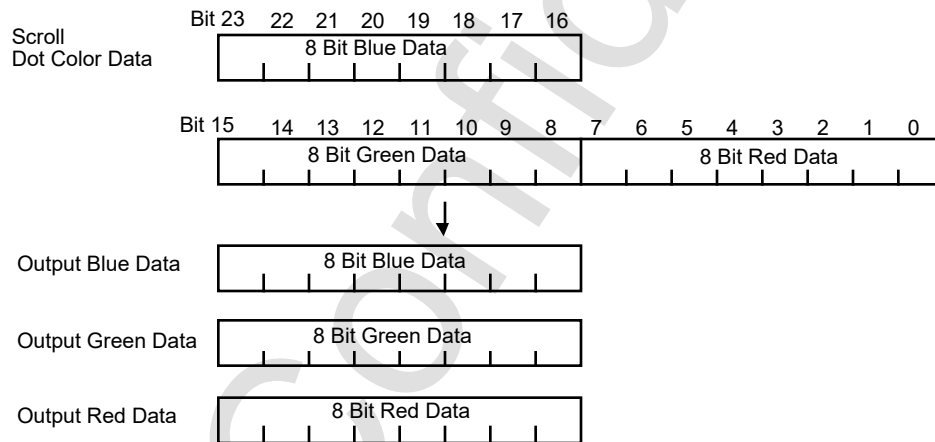 Bit 23 22 21 20 19 18 17 16
Scroll
Dot Color Data
8 Bit Blue Data
Bit 15 14 13 12 11 10 9 8 7 6 5 4 3 2 1 0
8 Bit Green Data 8 Bit Red Data
Output Blue Data 8 Bit Blue Data
Output Green Data 8 Bit Green Data
Output Red Data 8 Bit Red Data